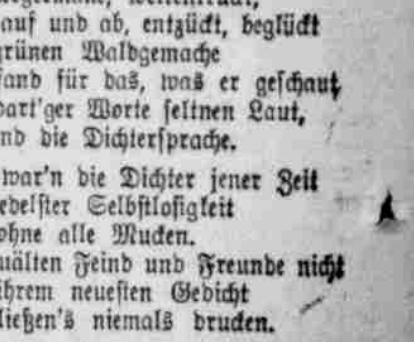 auf und ab, entzückt, beglückt
grünen Waldgemache
fand für das, was er geschaut,
part'ger Worte seltnen Laut,
nd die Dichtersprache.
war'n die Dichter jener Zeit
edelster Selbstlosigkeit
ohne alle Mucken.
uälten Feind und Freunde nicht
ihrem neuesten Gedicht
ließen's niemals drucken.